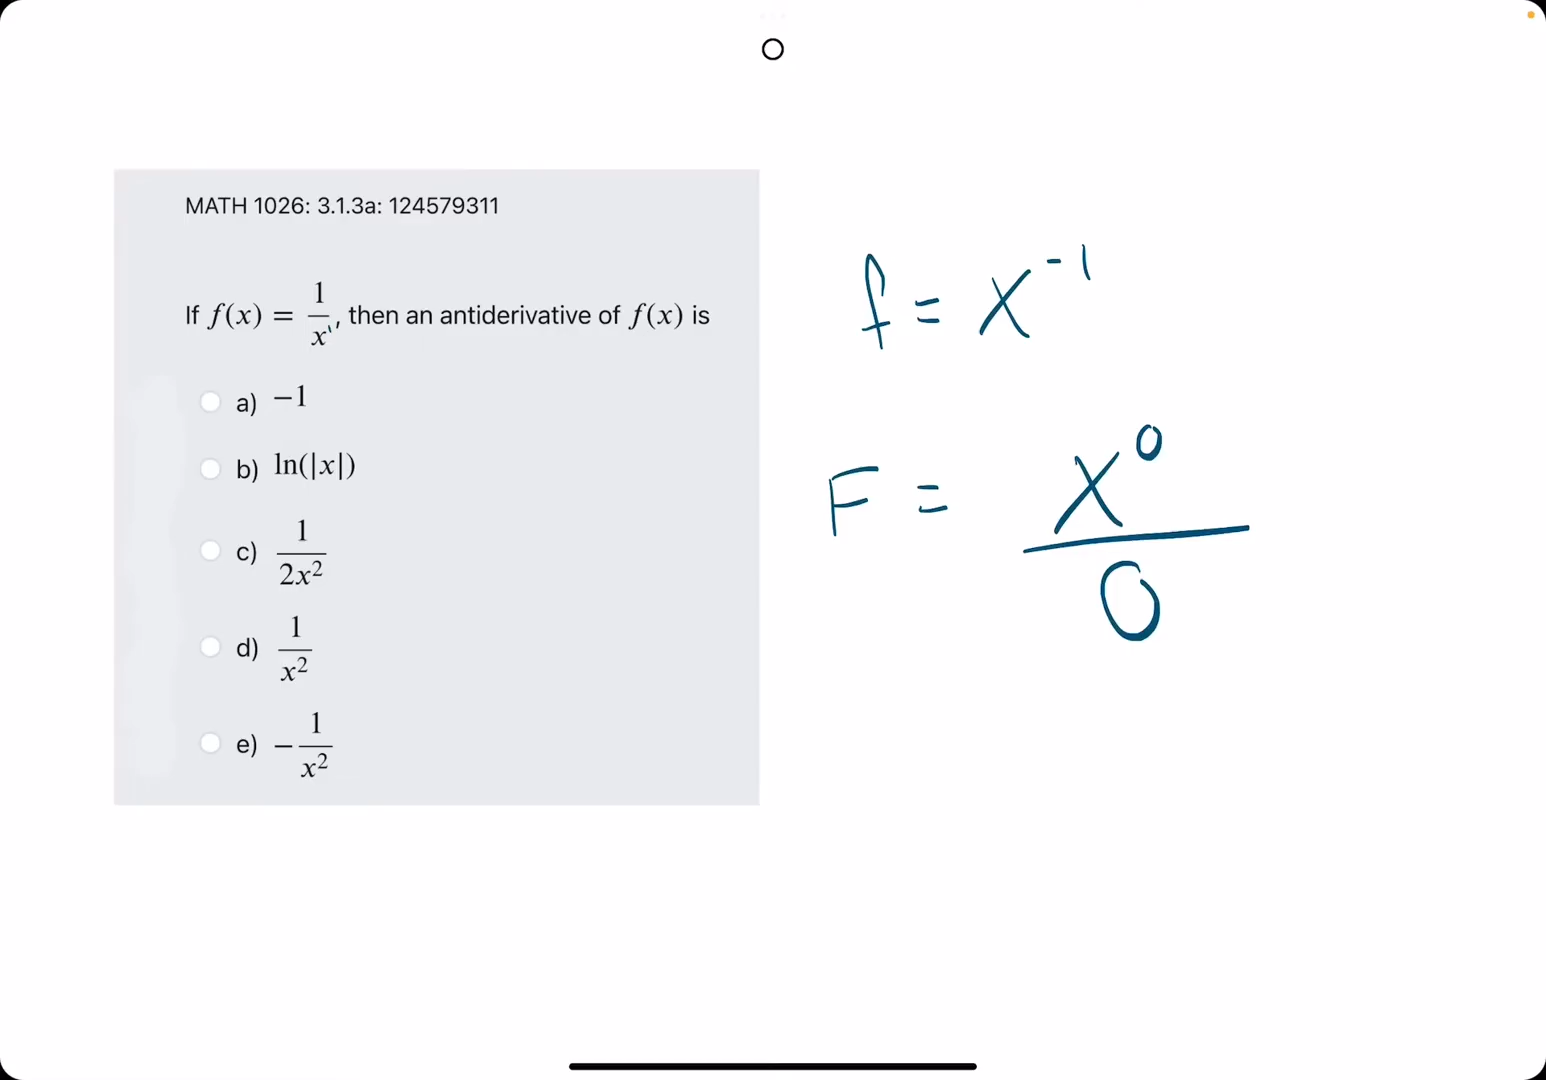 MATH 1026: 3.1.3a: 124579311
If f(x) = 1/x, then an antiderivative of f(x) is
a) −1
b) ln(|x|)
c) 1/2x²
d) 1/x²
e) −1/x²
f = x⁻¹
F = x⁰/0